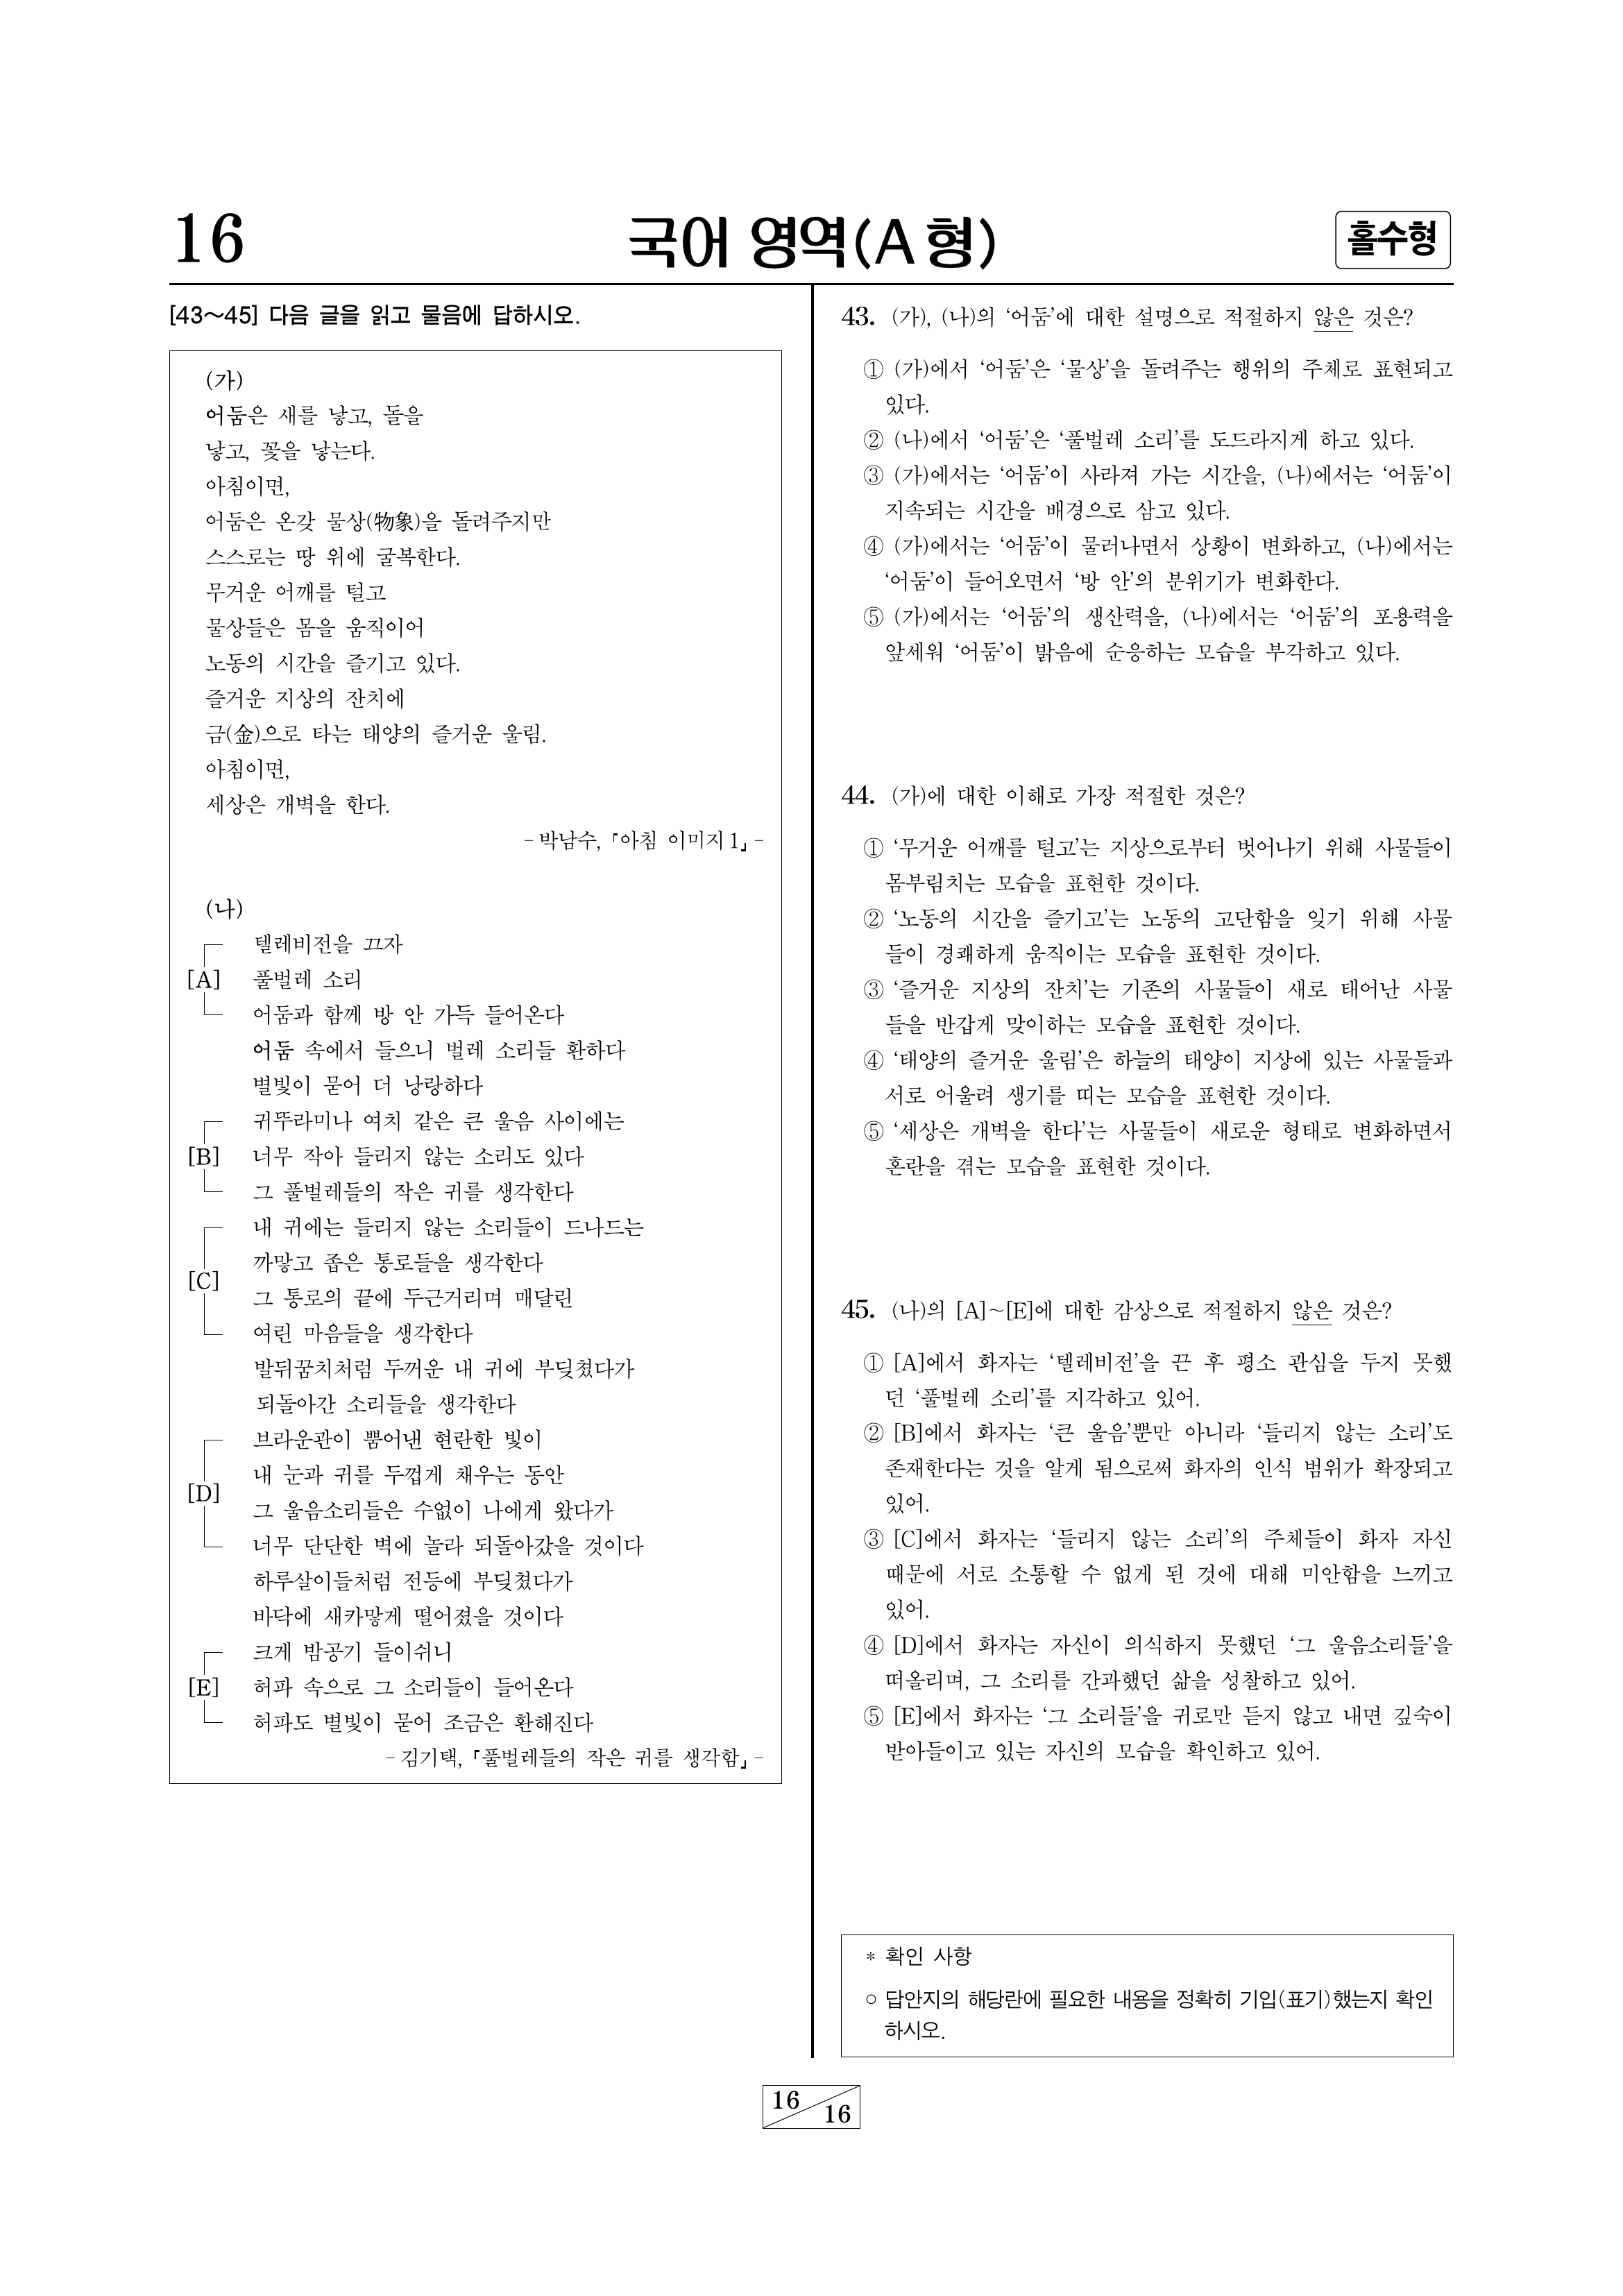 16
국어 영역(A형)
홀수형
[43～45] 다음 글을 읽고 물음에 답하시오.
(가)
어둠은 새를 낳고, 돌을
낳고, 꽃을 낳는다.
아침이면,
어둠은 온갖 물상(物象)을 돌려주지만
스스로는 땅 위에 굴복한다.
무거운 어깨를 털고
물상들은 몸을 움직이어
노동의 시간을 즐기고 있다.
즐거운 지상의 잔치에
금(金)으로 타는 태양의 즐거운 울림.
아침이면,
세상은 개벽을 한다.
- 박남수, 「아침 이미지 1」-
(나)
텔레비전을 끄자
[A] 풀벌레 소리
어둠과 함께 방 안 가득 들어온다
어둠 속에서 들으니 벌레 소리들 환하다
별빛이 묻어 더 낭랑하다
귀뚜라미나 여치 같은 큰 울음 사이에는
[B] 너무 작아 들리지 않는 소리도 있다
그 풀벌레들의 작은 귀를 생각한다
내 귀에는 들리지 않는 소리들이 드나드는
까맣고 좁은 통로들을 생각한다
[C]
그 통로의 끝에 두근거리며 매달린
여린 마음들을 생각한다
발뒤꿈치처럼 두꺼운 내 귀에 부딪쳤다가
되돌아간 소리들을 생각한다
브라운관이 뿜어낸 현란한 빛이
내 눈과 귀를 두껍게 채우는 동안
[D]
그 울음소리들은 수없이 나에게 왔다가
너무 단단한 벽에 놀라 되돌아갔을 것이다
하루살이들처럼 전등에 부딪쳤다가
바닥에 새카맣게 떨어졌을 것이다
크게 밤공기 들이쉬니
[E] 허파 속으로 그 소리들이 들어온다
허파도 별빛이 묻어 조금은 환해진다
- 김기택, 「풀벌레들의 작은 귀를 생각함」-
43. (가), (나)의 ‘어둠’에 대한 설명으로 적절하지 않은 것은?
① (가)에서 ‘어둠’은 ‘물상’을 돌려주는 행위의 주체로 표현되고
있다.
② (나)에서 ‘어둠’은 ‘풀벌레 소리’를 도드라지게 하고 있다.
③ (가)에서는 ‘어둠’이 사라져 가는 시간을, (나)에서는 ‘어둠’이
지속되는 시간을 배경으로 삼고 있다.
④ (가)에서는 ‘어둠’이 물러나면서 상황이 변화하고, (나)에서는
‘어둠’이 들어오면서 ‘방 안’의 분위기가 변화한다.
⑤ (가)에서는 ‘어둠’의 생산력을, (나)에서는 ‘어둠’의 포용력을
앞세워 ‘어둠’이 밝음에 순응하는 모습을 부각하고 있다.
44. (가)에 대한 이해로 가장 적절한 것은?
① ‘무거운 어깨를 털고’는 지상으로부터 벗어나기 위해 사물들이
몸부림치는 모습을 표현한 것이다.
② ‘노동의 시간을 즐기고’는 노동의 고단함을 잊기 위해 사물
들이 경쾌하게 움직이는 모습을 표현한 것이다.
③ ‘즐거운 지상의 잔치’는 기존의 사물들이 새로 태어난 사물
들을 반갑게 맞이하는 모습을 표현한 것이다.
④ ‘태양의 즐거운 울림’은 하늘의 태양이 지상에 있는 사물들과
서로 어울려 생기를 띠는 모습을 표현한 것이다.
⑤ ‘세상은 개벽을 한다’는 사물들이 새로운 형태로 변화하면서
혼란을 겪는 모습을 표현한 것이다.
45. (나)의 [A]~[E]에 대한 감상으로 적절하지 않은 것은?
① [A]에서 화자는 ‘텔레비전’을 끈 후 평소 관심을 두지 못했
던 ‘풀벌레 소리’를 지각하고 있어.
② [B]에서 화자는 ‘큰 울음’뿐만 아니라 ‘들리지 않는 소리’도
존재한다는 것을 알게 됨으로써 화자의 인식 범위가 확장되고
있어.
③ [C]에서 화자는 ‘들리지 않는 소리’의 주체들이 화자 자신
때문에 서로 소통할 수 없게 된 것에 대해 미안함을 느끼고
있어.
④ [D]에서 화자는 자신이 의식하지 못했던 ‘그 울음소리들’을
떠올리며, 그 소리를 간과했던 삶을 성찰하고 있어.
⑤ [E]에서 화자는 ‘그 소리들’을 귀로만 듣지 않고 내면 깊숙이
받아들이고 있는 자신의 모습을 확인하고 있어.
* 확인 사항
○ 답안지의 해당란에 필요한 내용을 정확히 기입(표기)했는지 확인
하시오.
16
16